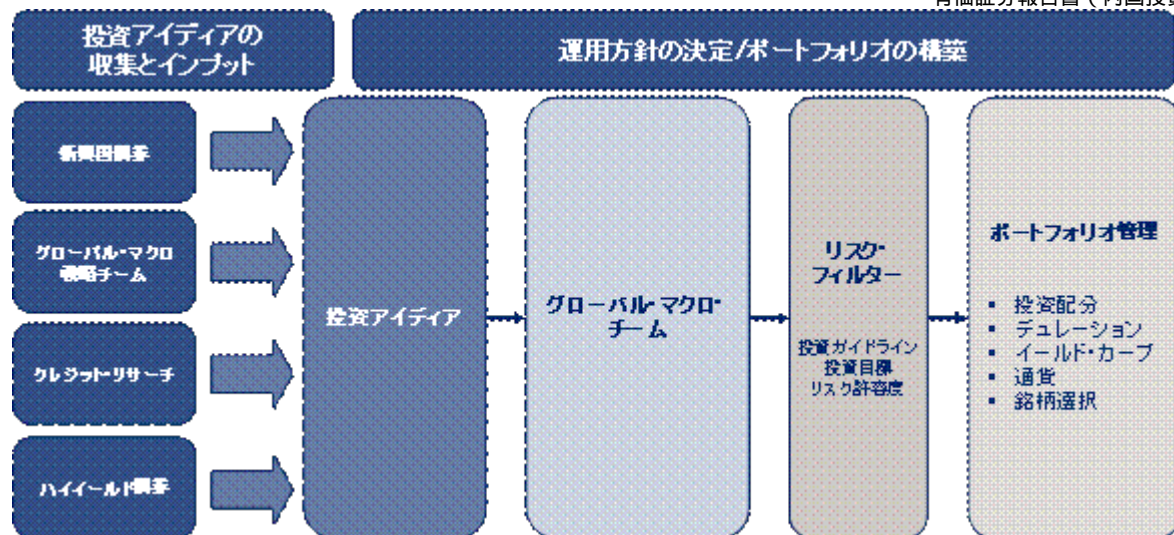 有価証券報告書(内国投資
投資アイディアの
収集とインプット
運用方針の決定/ポートフォリオの構築
新興国債券
グローバル・マクロ
戦略チーム
クレジット・リサーチ
ハイイールド債券
投資アイディア
グローバル・マクロ・
チーム
リスク・
フィルター
投資ガイドライン
投資目標
リスク許容度
ポートフォリオ管理
▪ 投資配分
▪ デュレーション
▪ イールド・カーブ
▪ 通貨
▪ 銘柄選択